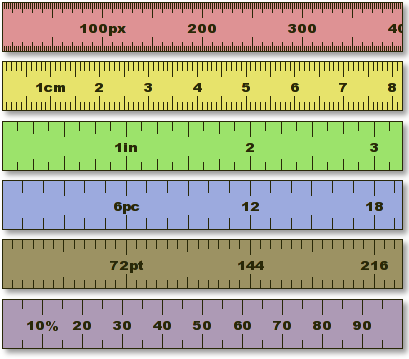 100px 200 300 40
1cm 2 3 4 5 6 7 8
1in 2 3
6pc 12 18
72pt 144 216
10% 20 30 40 50 60 70 80 90